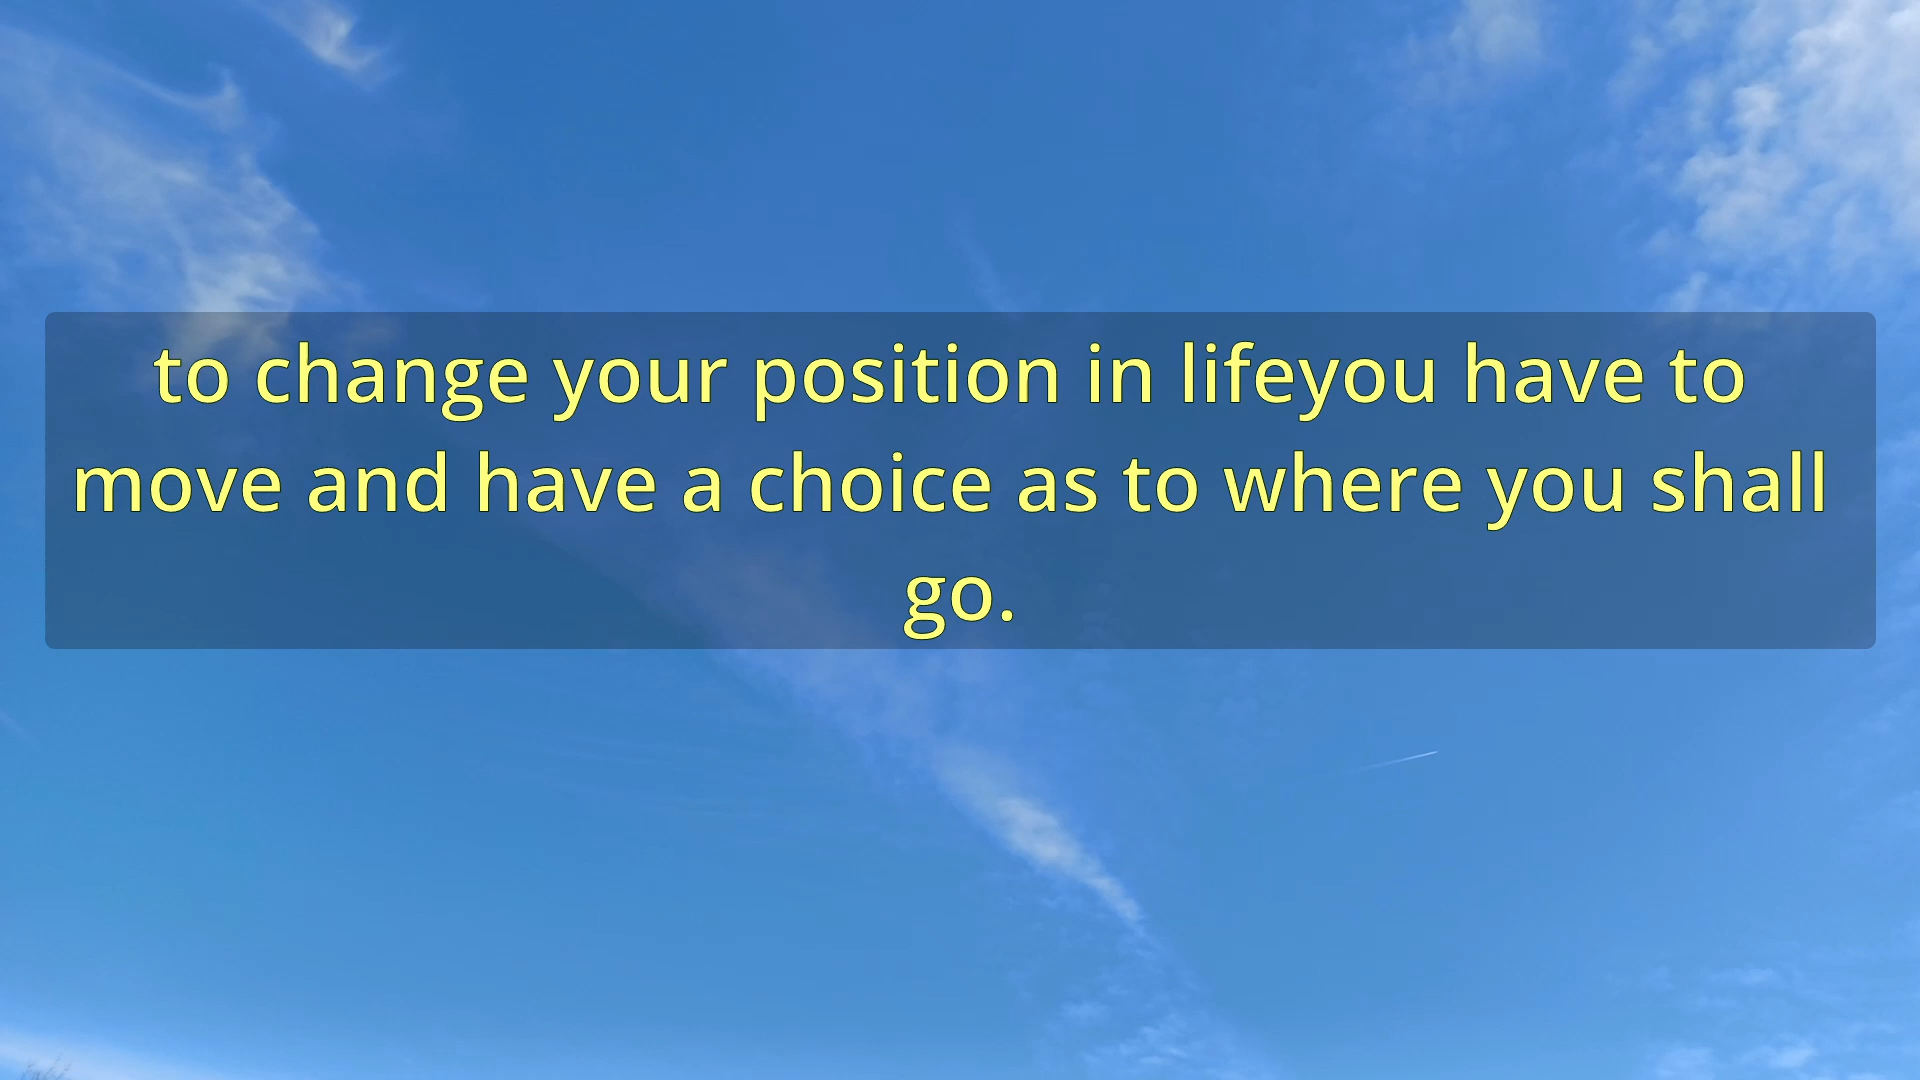 to change your position in lifeyou have to
move and have a choice as to where you shall
go.